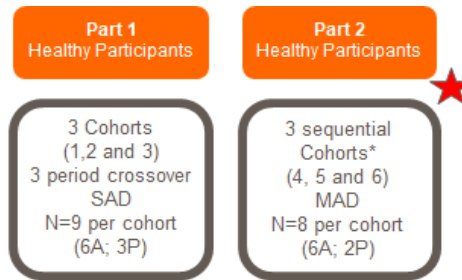 Part 1
Healthy Participants
Part 2
Healthy Participants
3 Cohorts
(1,2 and 3)
3 period crossover
SAD
N=9 per cohort
(6A; 3P)
3 sequential
Cohorts*
(4, 5 and 6)
MAD
N=8 per cohort
(6A; 2P)